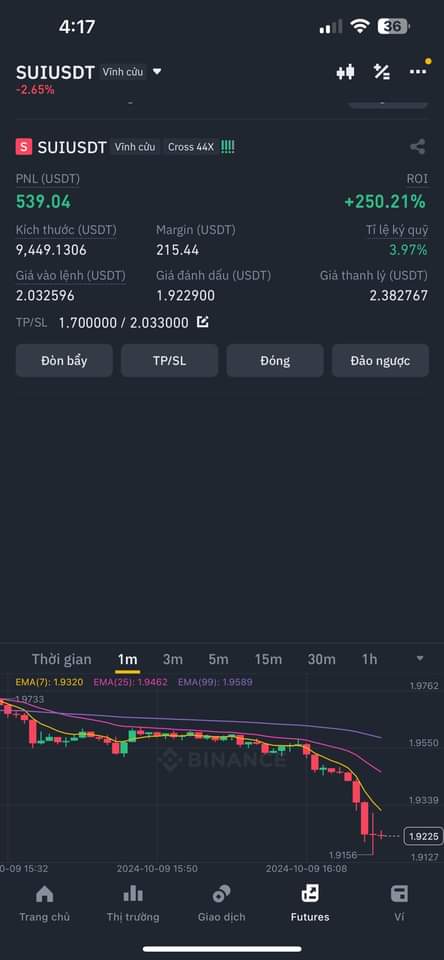 4:17
36
SUIUSDT Vĩnh cửu
-2.65%
S SUIUSDT Vĩnh cửu Cross 44X !!!!
PNL (USDT) ROI
539.04 +250.21%
Kích thước (USDT) Margin (USDT) Tỉ lệ ký quỹ
9,449.1306 215.44 3.97%
Giá vào lệnh (USDT) Giá đánh dấu (USDT) Giá thanh lý (USDT)
2.032596 1.922900 2.382767
TP/SL 1.700000 / 2.033000
Đòn bẩy TP/SL Đóng Đảo ngược
Thời gian 1m 3m 5m 15m 30m 1h
EMA(7): 1.9320 EMA(25): 1.9462 EMA(99): 1.9589
1.9762
1.9733
1.9550
BINANCE
1.9339
1.9225
1.9156
1.9127
0-09 15:32 2024-10-09 15:50 2024-10-09 16:08
Trang chủ Thị trường Giao dịch Futures Ví